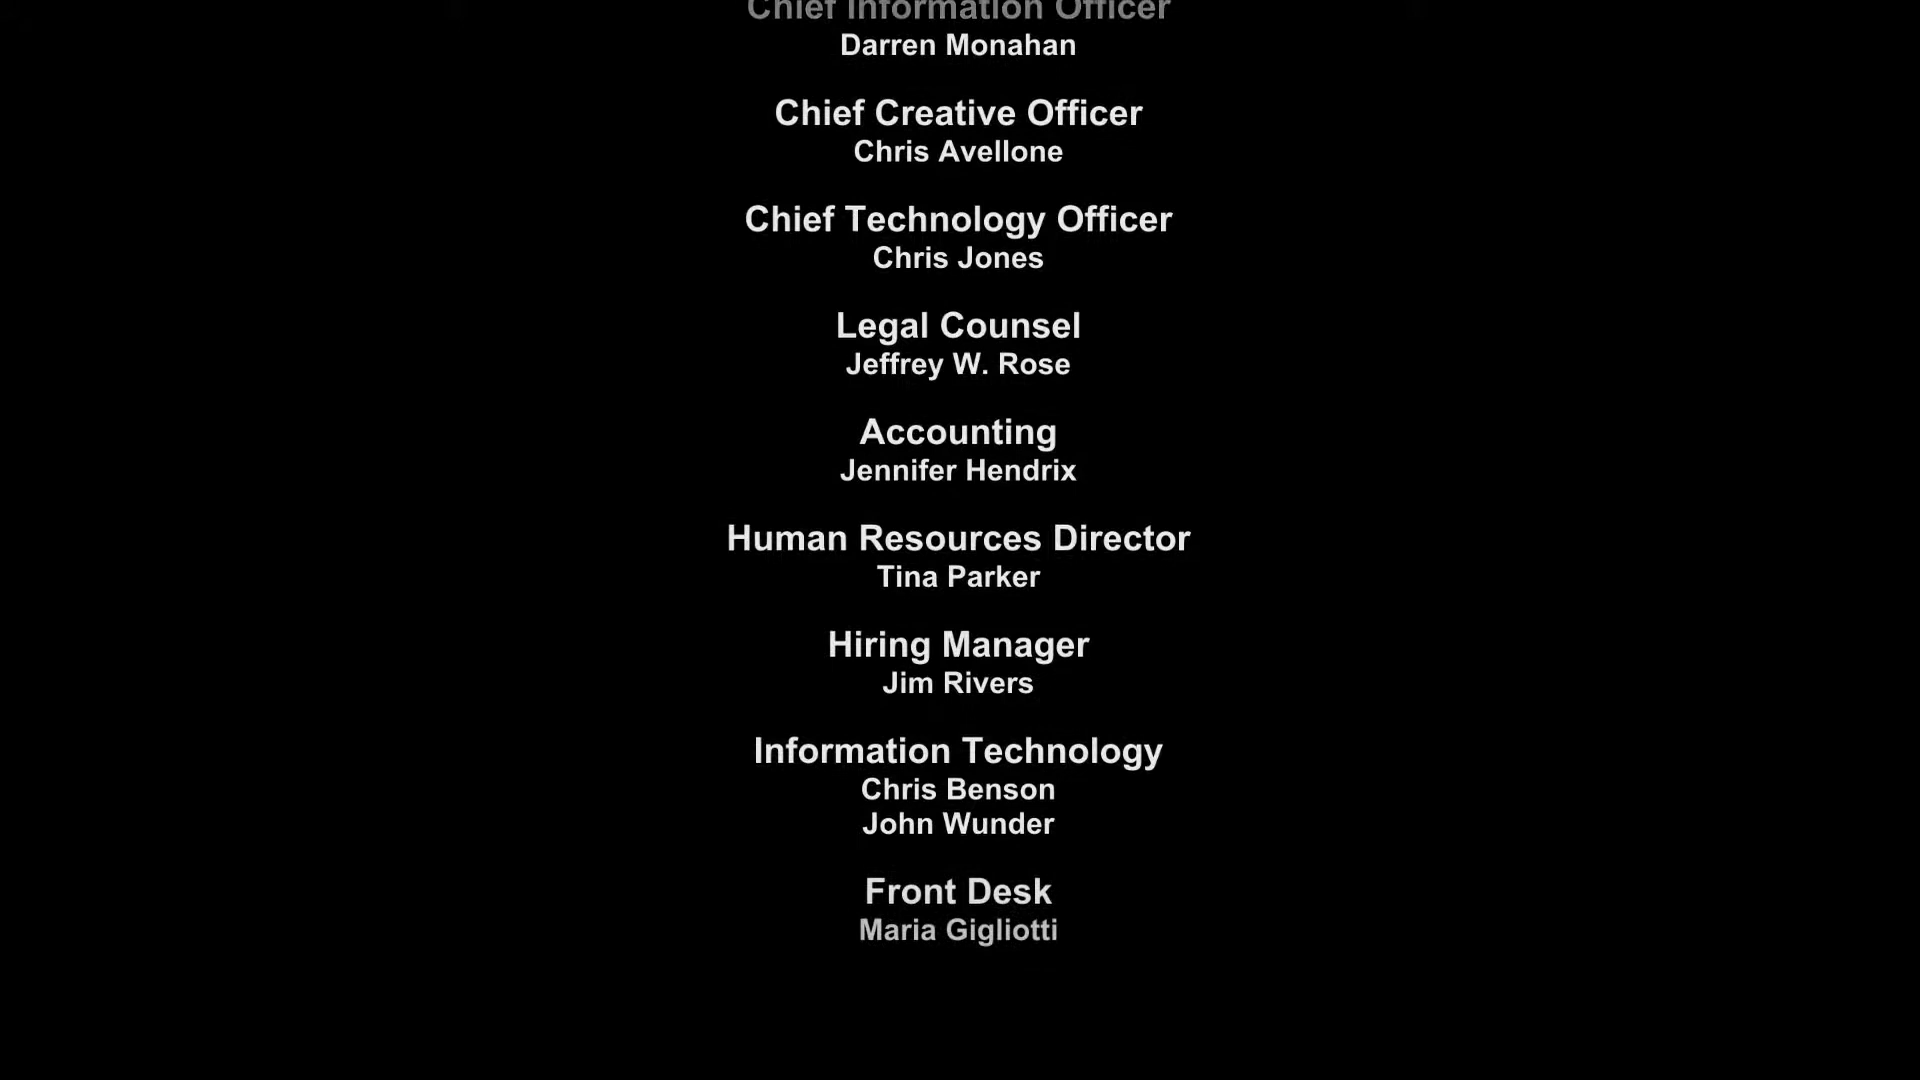 Chief Information Officer
Darren Monahan
Chief Creative Officer
Chris Avellone
Chief Technology Officer
Chris Jones
Legal Counsel
Jeffrey W. Rose
Accounting
Jennifer Hendrix
Human Resources Director
Tina Parker
Hiring Manager
Jim Rivers
Information Technology
Chris Benson
John Wunder
Front Desk
Maria Gigliotti